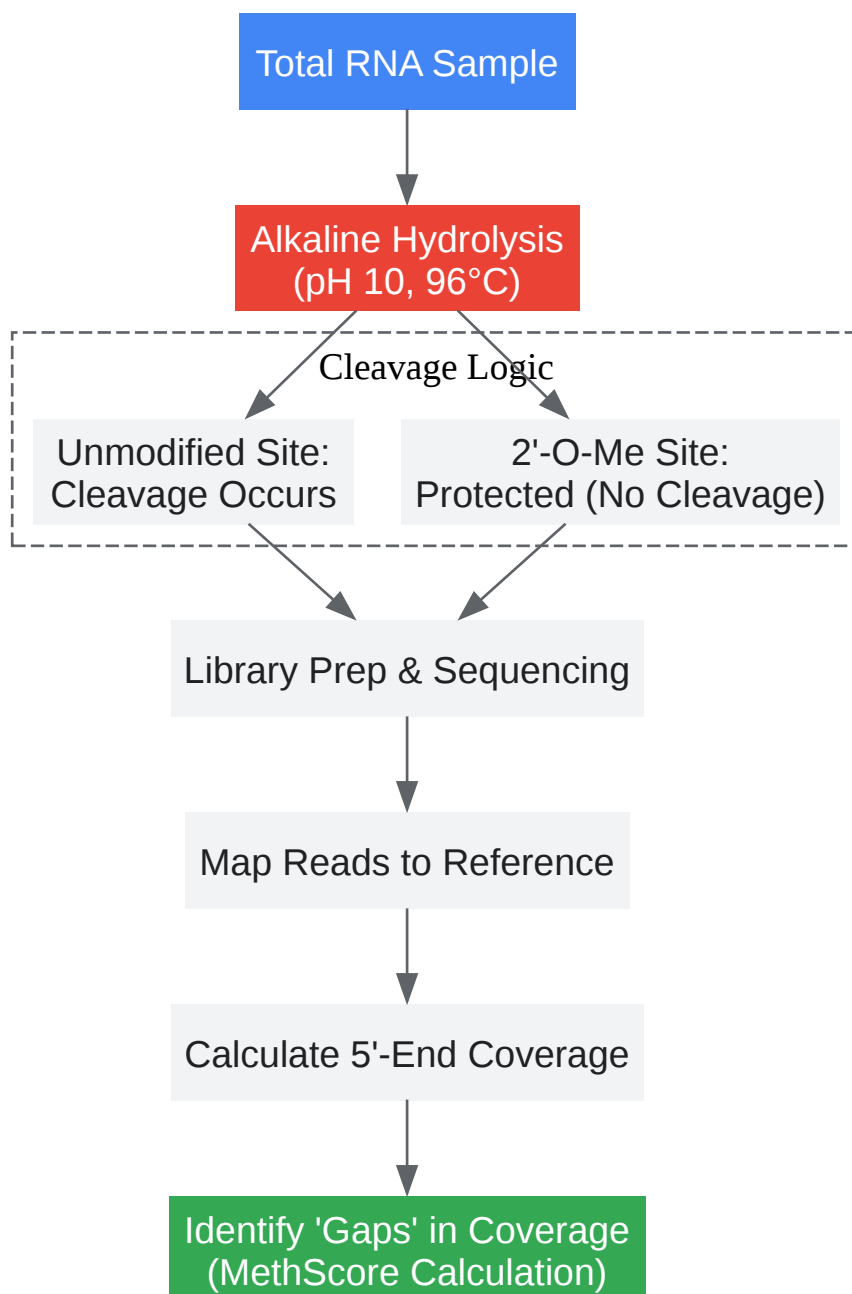 Total RNA Sample
Alkaline Hydrolysis
(pH 10, 96°C)
Cleavage Logic
Unmodified Site:
Cleavage Occurs
2'-O-Me Site:
Protected (No Cleavage)
Library Prep & Sequencing
Map Reads to Reference
Calculate 5'-End Coverage
Identify 'Gaps' in Coverage
(MethScore Calculation)